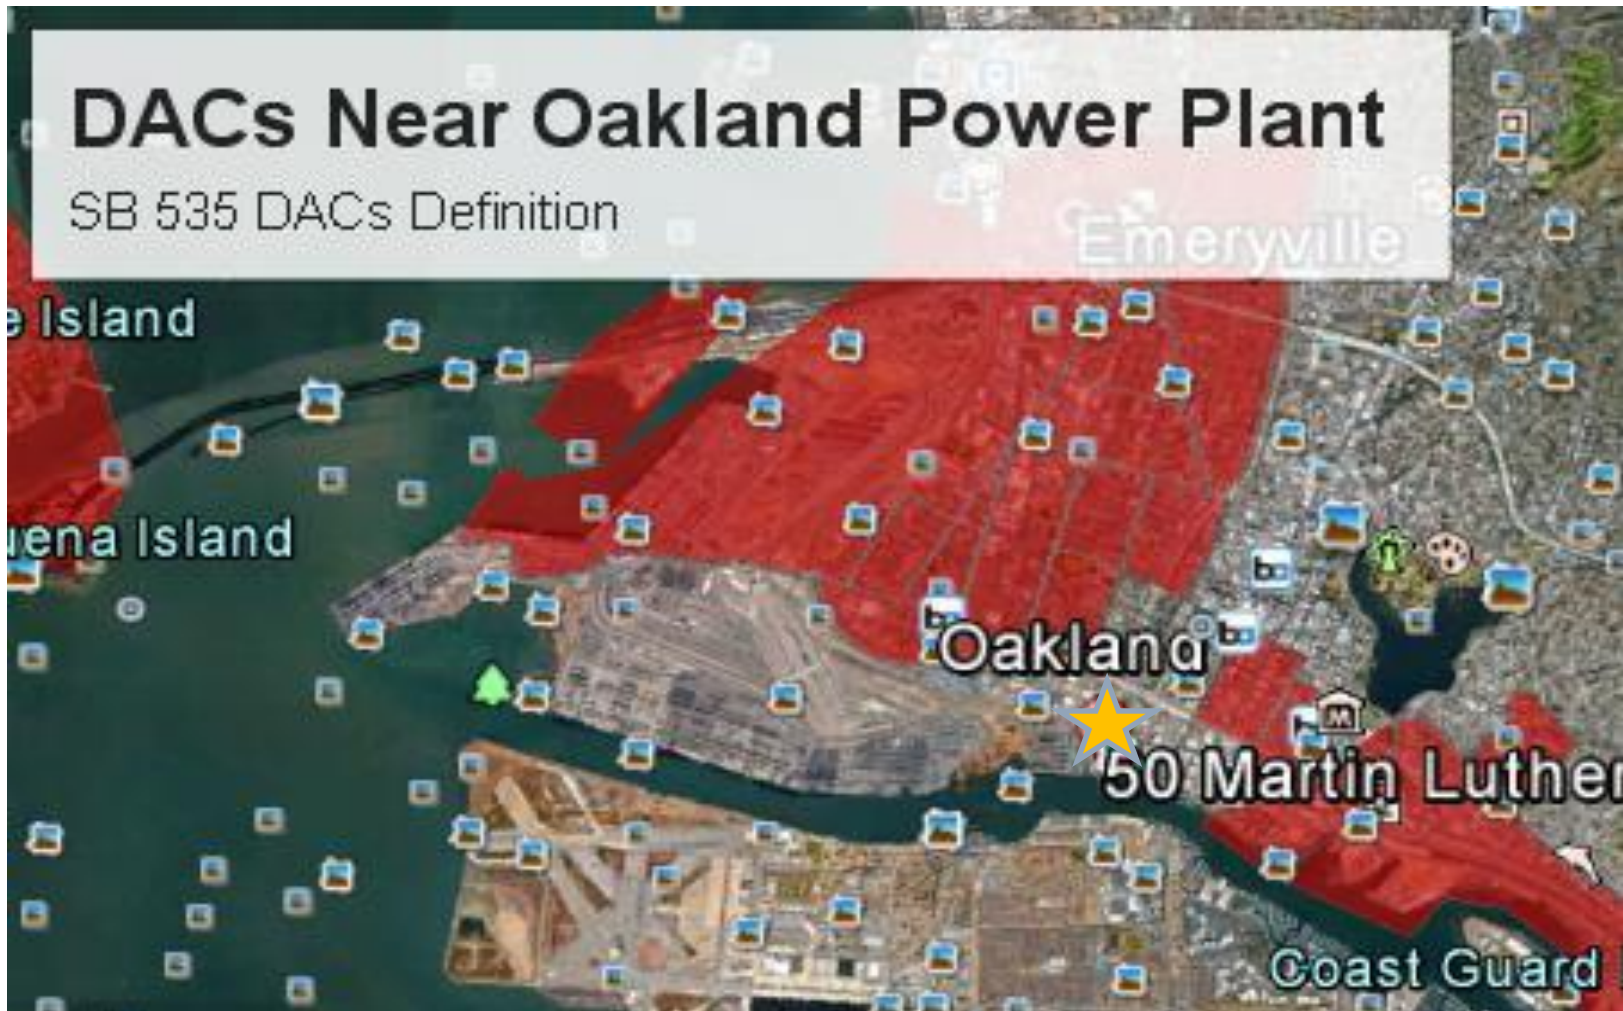 DACs Near Oakland Power Plant
SB 535 DACs Definition
Emeryville
e Island
uena Island
Oakland
50 Martin Luther
Coast Guard